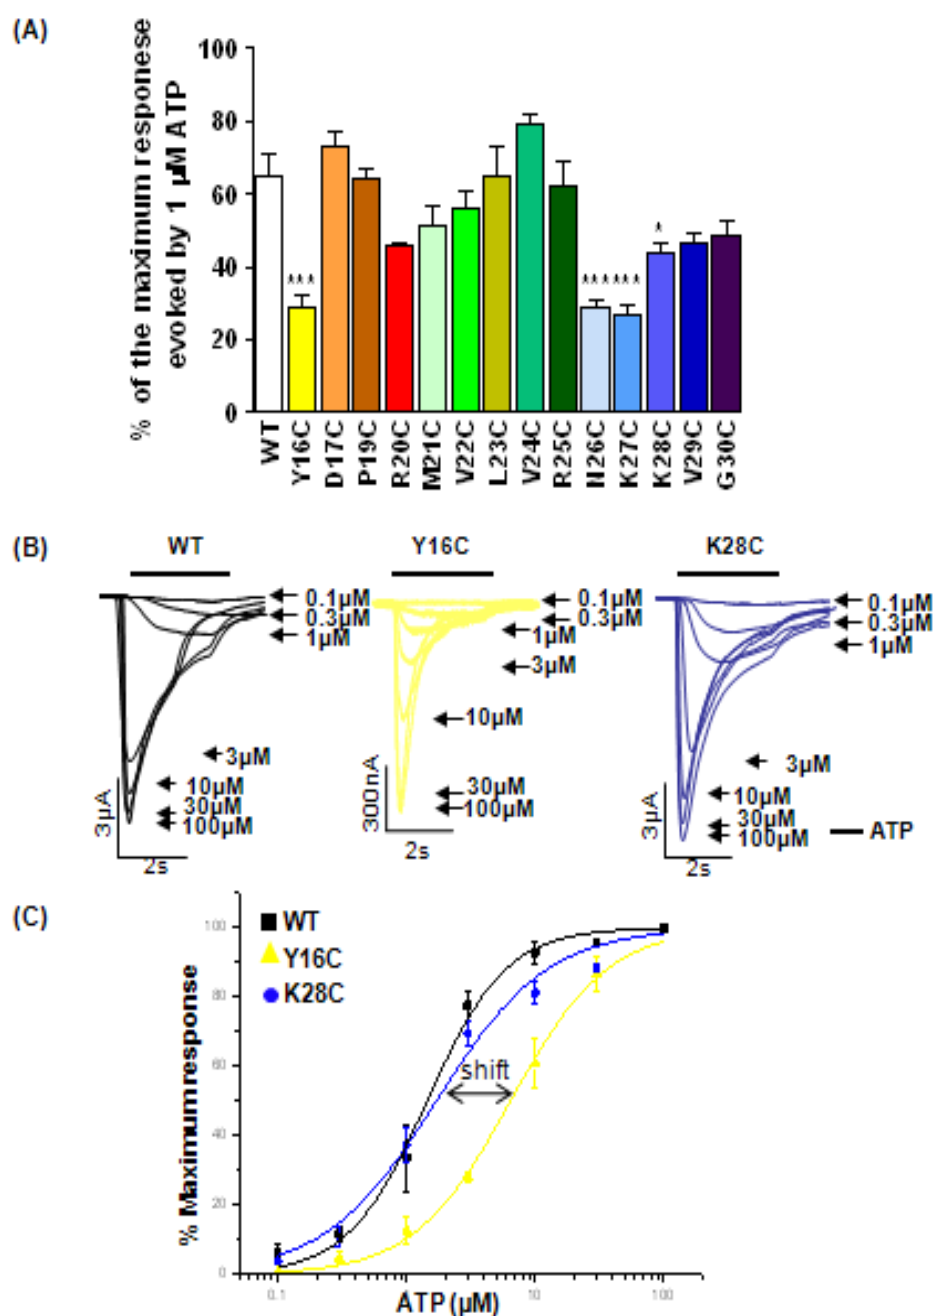 (A)
% of the maximum responese
evoked by 1 µM ATP
100
80
60
40
20
0
WT
Y16C
D17C
P19C
R20C
M21C
V22C
L23C
V24C
R25C
N26C
K27C
K28C
V29C
G30C
***
***
***
*
(B)
WT
Y16C
K28C
0.1µM
0.3µM
1µM
3µM
10µM
30µM
100µM
3µA
2s
0.1µM
0.3µM
1µM
3µM
10µM
30µM
100µM
300nA
2s
0.1µM
0.3µM
1µM
3µM
10µM
30µM
100µM
3µA
2s
ATP
(C)
WT
Y16C
K28C
shift
% Maximum response
100
80
60
40
20
0
0.1
1
10
100
ATP (µM)